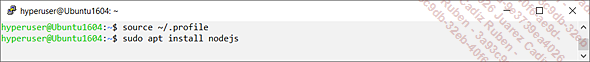 hyperuser@Ubuntu1604: ~
hyperuser@Ubuntu1604:~$ source ~/.profile
hyperuser@Ubuntu1604:~$ sudo apt install nodejs